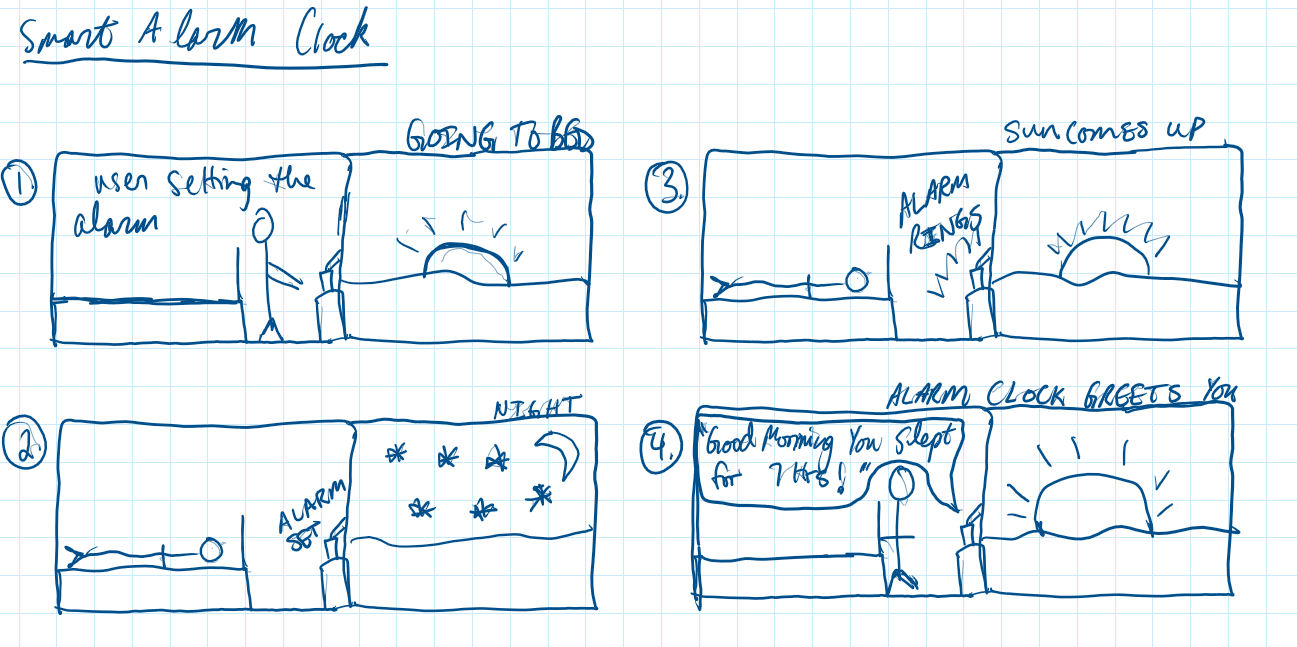 Smart Alarm Clock
GOING TO BED
1.
user setting the
alarm
2.
NIGHT
ALARM
SET
3.
Sun comes up
ALARM
RINGS
4.
ALARM CLOCK GREETS YOU
"Good Morning You Slept
for 7 Hrs!"